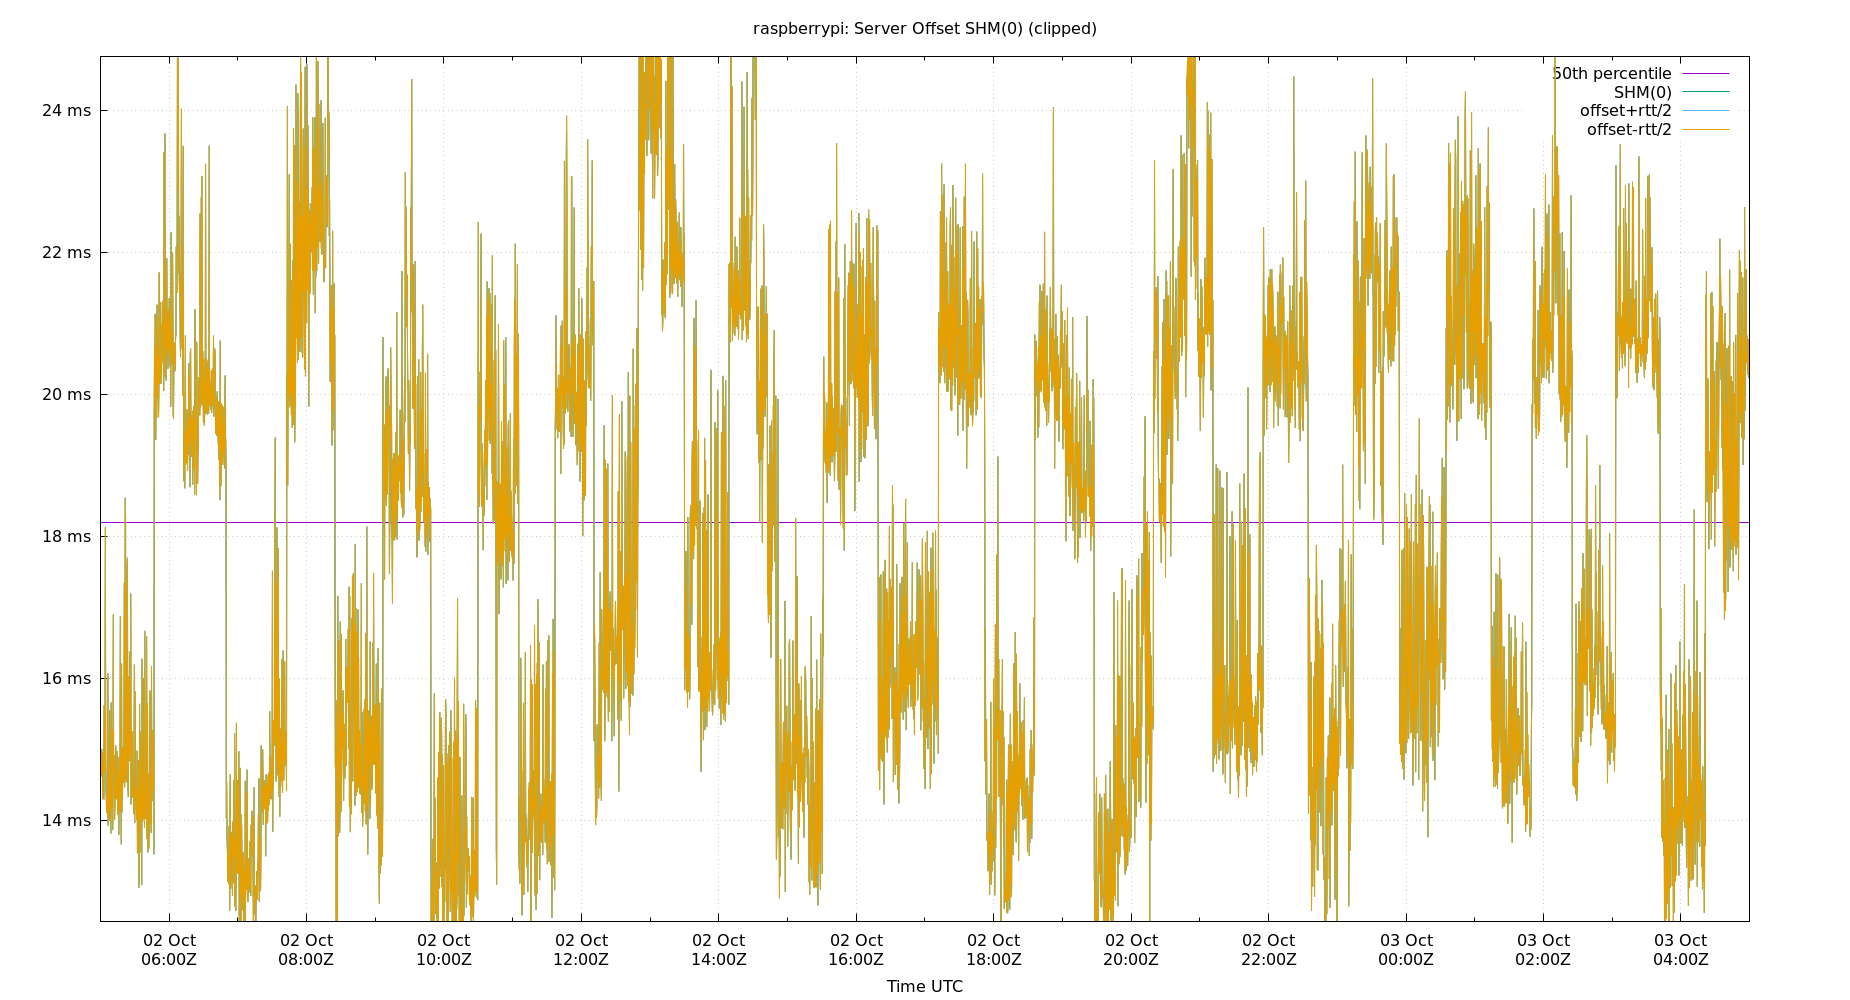 raspberrypi: Server Offset SHM(0) (clipped)
50th percentile
SHM(0)
offset+rtt/2
offset-rtt/2
24 ms
22 ms
20 ms
18 ms
16 ms
14 ms
02 Oct 02 Oct 02 Oct 02 Oct 02 Oct 02 Oct 02 Oct 02 Oct 02 Oct 03 Oct 03 Oct 03 Oct
06:00Z 08:00Z 10:00Z 12:00Z 14:00Z 16:00Z 18:00Z 20:00Z 22:00Z 00:00Z 02:00Z 04:00Z
Time UTC